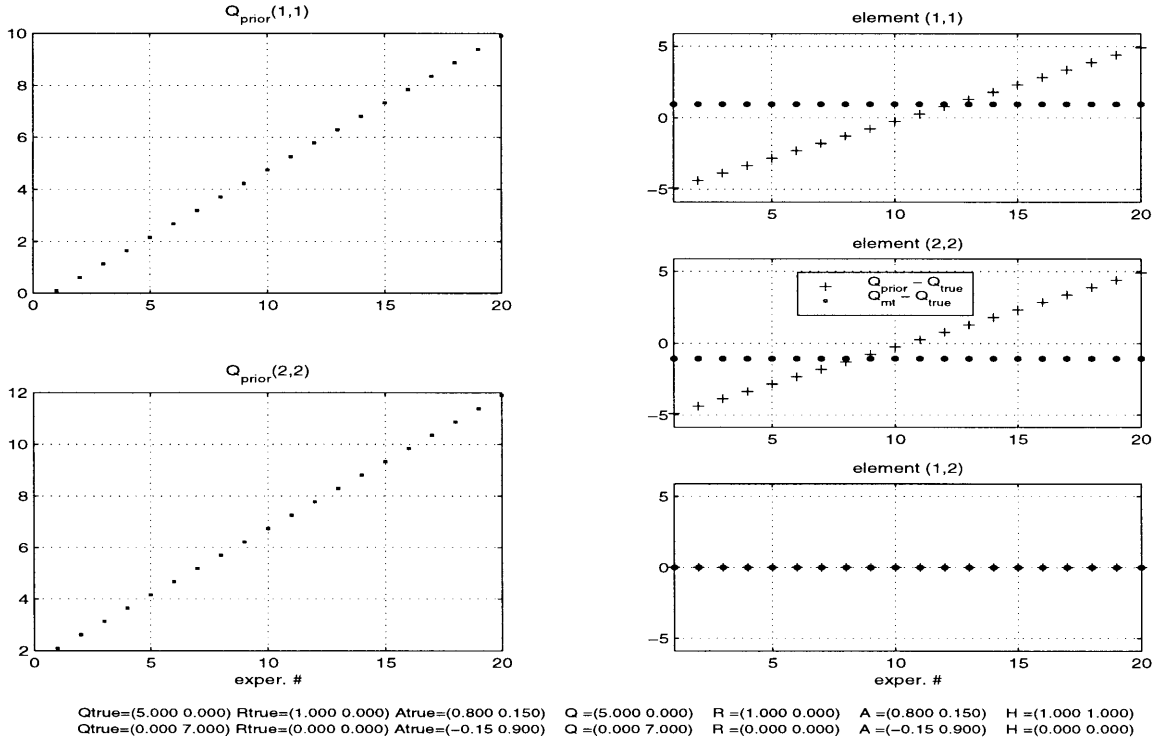 Q_prior(1,1)
10
8
6
4
2
0
0 5 10 15 20
Q_prior(2,2)
12
10
8
6
4
2
0 5 10 15 20
exper. #
element (1,1)
5
0
−5
5 10 15 20
element (2,2)
5
0
−5
Q_prior − Q_true
Q_mt − Q_true
5 10 15 20
element (1,2)
5
0
−5
5 10 15 20
exper. #
Qtrue=(5.000 0.000) Rtrue=(1.000 0.000) Atrue=(0.800 0.150) Q =(5.000 0.000) R =(1.000 0.000) A =(0.800 0.150) H =(1.000 1.000)
Qtrue=(0.000 7.000) Rtrue=(0.000 0.000) Atrue=(−0.15 0.900) Q =(0.000 7.000) R =(0.000 0.000) A =(−0.15 0.900) H =(0.000 0.000)